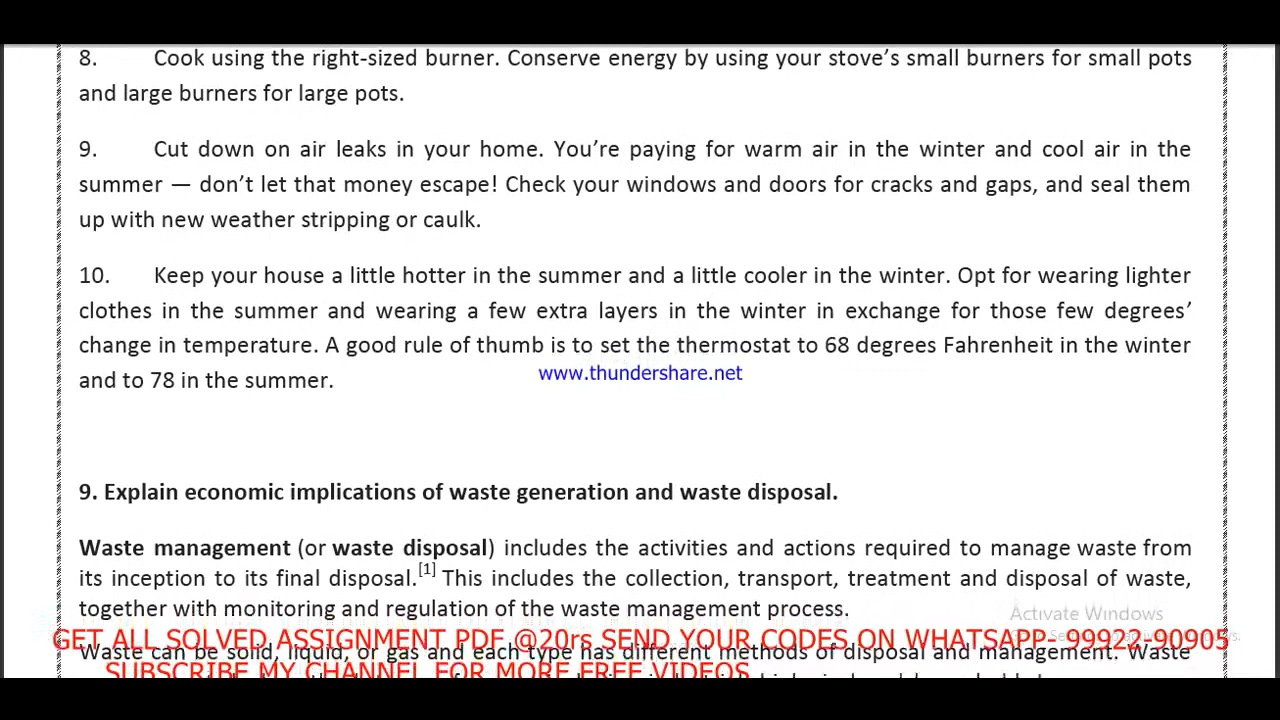 8. Cook using the right-sized burner. Conserve energy by using your stove’s small burners for small pots
and large burners for large pots.
9. Cut down on air leaks in your home. You’re paying for warm air in the winter and cool air in the
summer — don’t let that money escape! Check your windows and doors for cracks and gaps, and seal them
up with new weather stripping or caulk.
10. Keep your house a little hotter in the summer and a little cooler in the winter. Opt for wearing lighter
clothes in the summer and wearing a few extra layers in the winter in exchange for those few degrees’
change in temperature. A good rule of thumb is to set the thermostat to 68 degrees Fahrenheit in the winter
and to 78 in the summer.
www.thundershare.net
9. Explain economic implications of waste generation and waste disposal.
Waste management (or waste disposal) includes the activities and actions required to manage waste from
its inception to its final disposal.[1] This includes the collection, transport, treatment and disposal of waste,
together with monitoring and regulation of the waste management process.
Activate Windows
GET ALL SOLVED ASSIGNMENT PDF @20rs SEND YOUR CODES ON WHATSAPP- 99922-90905
Waste can be solid, liquid, or gas and each type has different methods of disposal and management. Waste
SUBSCRIBE MY CHANNEL FOR MORE FREE VIDEOS